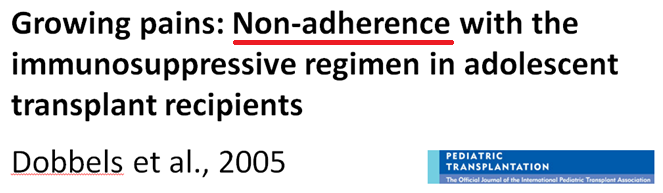 Growing pains: Non-adherence with the
immunosuppressive regimen in adolescent
transplant recipients
Dobbels et al., 2005
PEDIATRIC
TRANSPLANTATION
The Official Journal of the International Pediatric Transplant Association